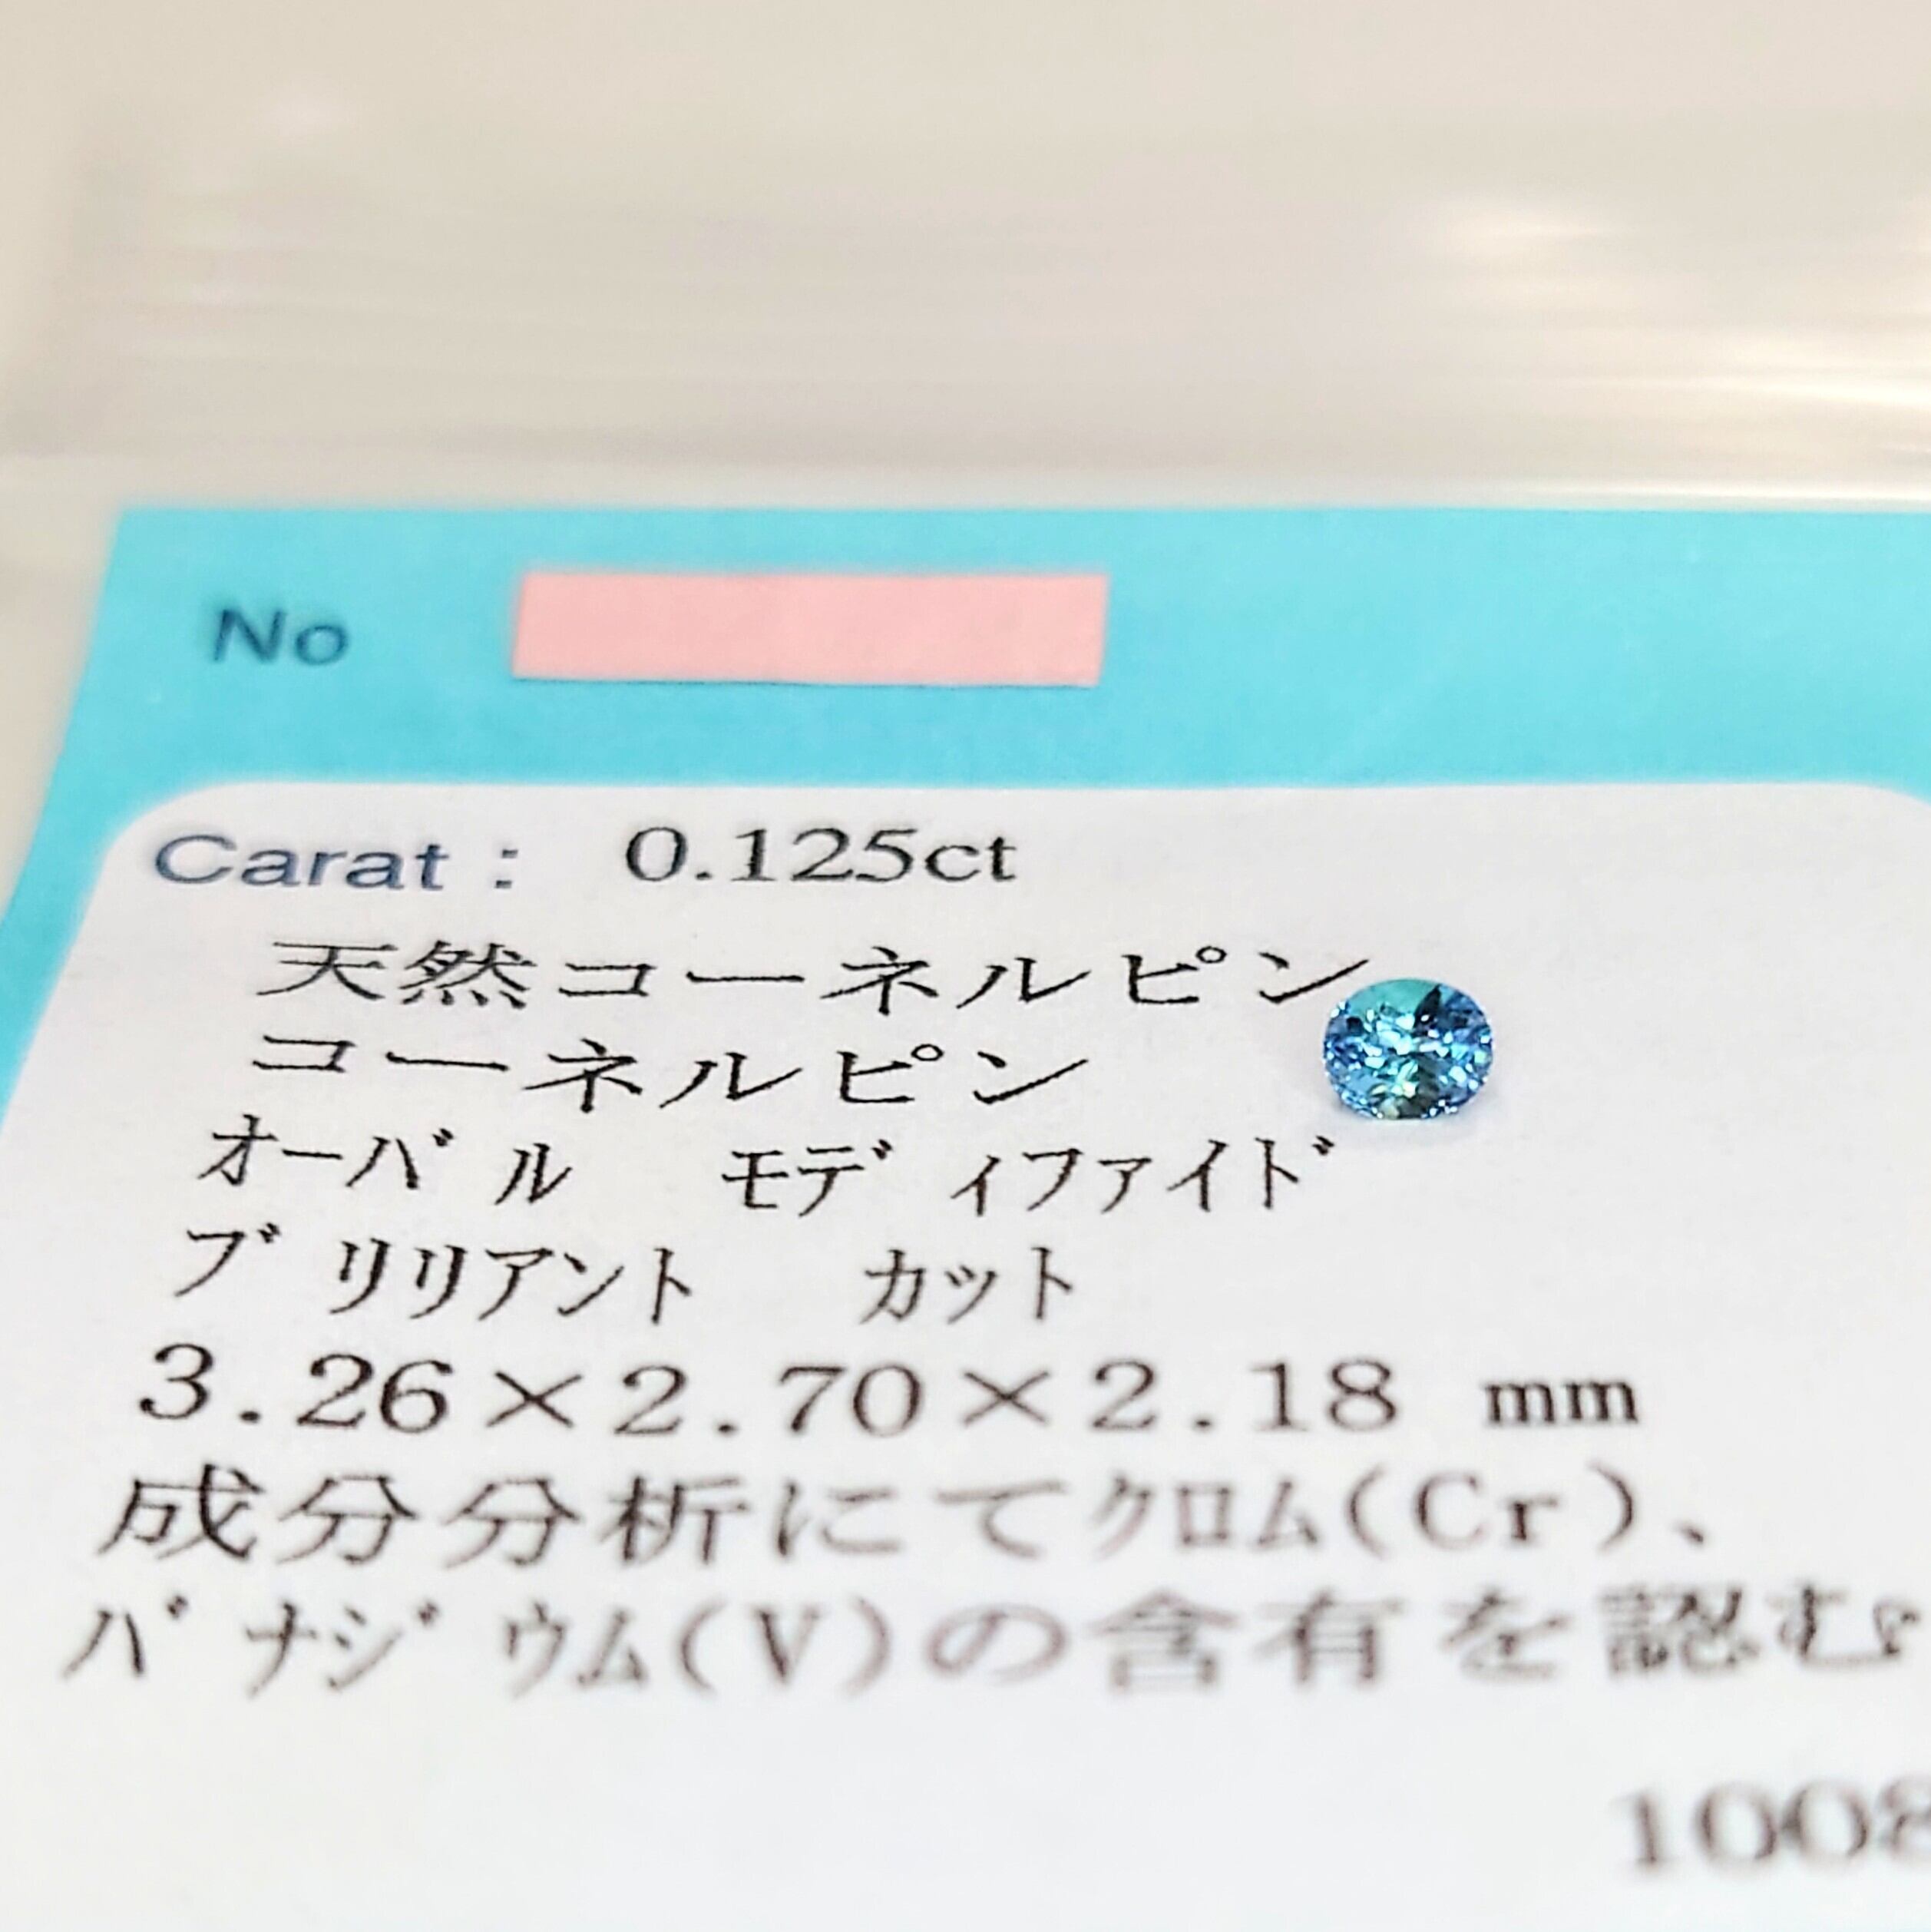 No
Carat : 0.125ct
天然コーネルピン
コーネルピン
ｵｰﾊﾞﾙ ﾓﾃﾞｨﾌｧｲﾄﾞ
ﾌﾞﾘﾘｱﾝﾄ ｶｯﾄ
3.26×2.70×2.18 mm
成分分析にてｸﾛﾑ(Cr)、
ﾊﾞﾅｼﾞｳﾑ(V)の含有を認む。
1008